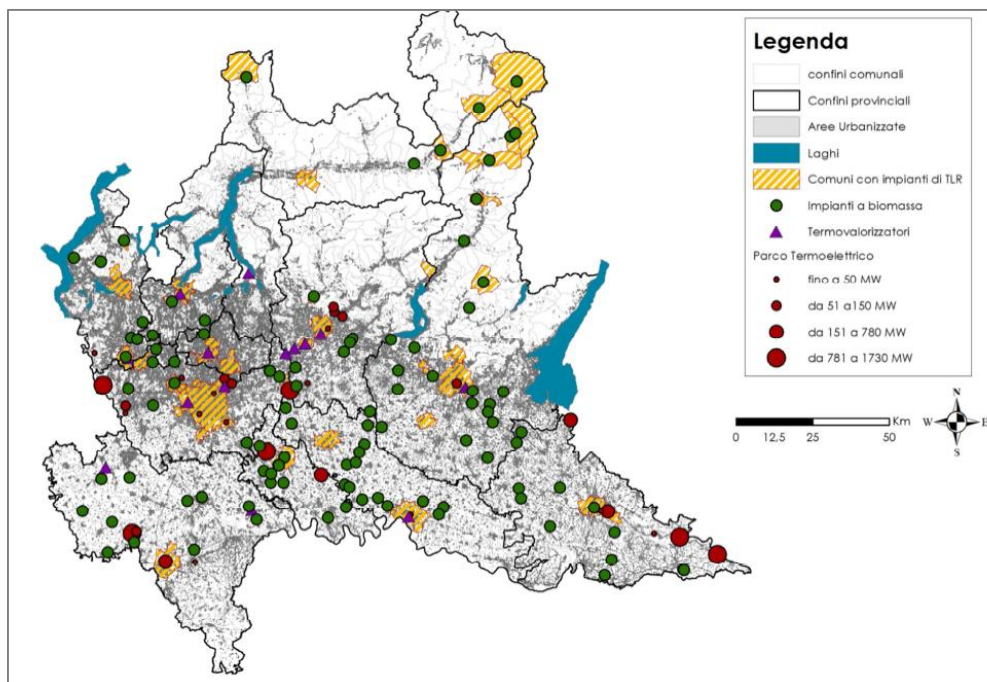 Legenda
confini comunali
Confini provinciali
Aree Urbanizzate
Laghi
Comuni con impianti di TLR
Impianti a biomassa
Termovalorizzatori
Parco Termoelettrico
fino a 50 MW
da 51 a150 MW
da 151 a 780 MW
da 781 a 1730 MW
Km
0 12,5 25 50
N
W E
S